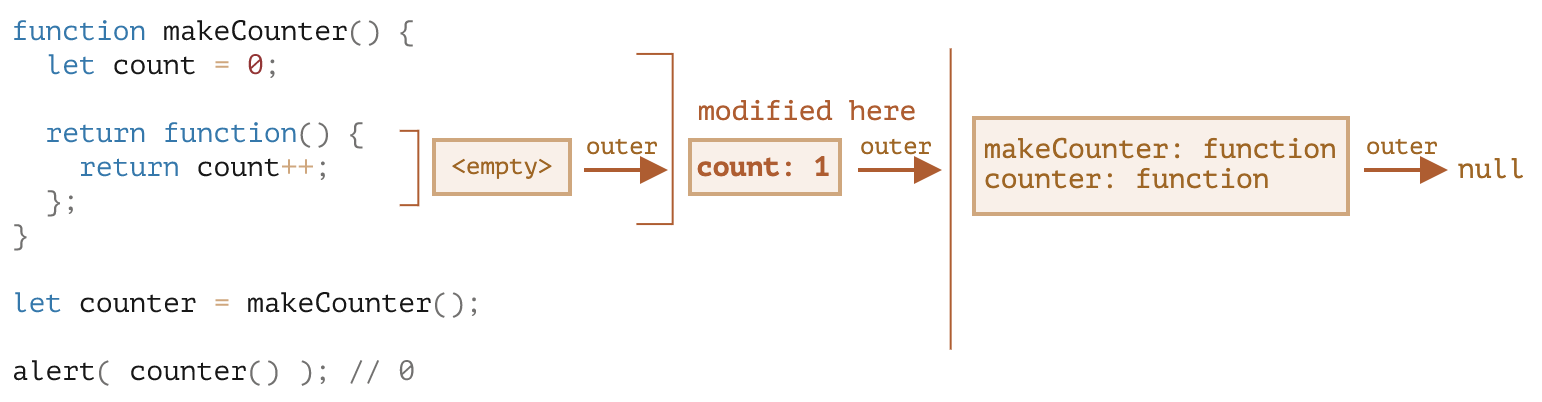 function makeCounter() {
  let count = 0;
  return function() {
    return count++;
  };
}
let counter = makeCounter();
alert( counter() ); // 0
<empty>
outer
modified here
count: 1
outer
makeCounter: function
counter: function
outer
null